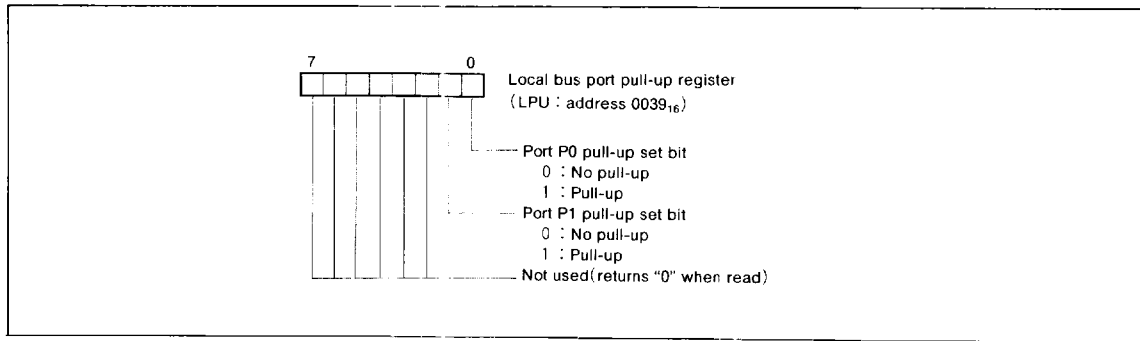 7 0
Local bus port pull-up register
(LPU : address 0039₁₆)
Port P0 pull-up set bit
0 : No pull-up
1 : Pull-up
Port P1 pull-up set bit
0 : No pull-up
1 : Pull-up
Not used(returns “0” when read)